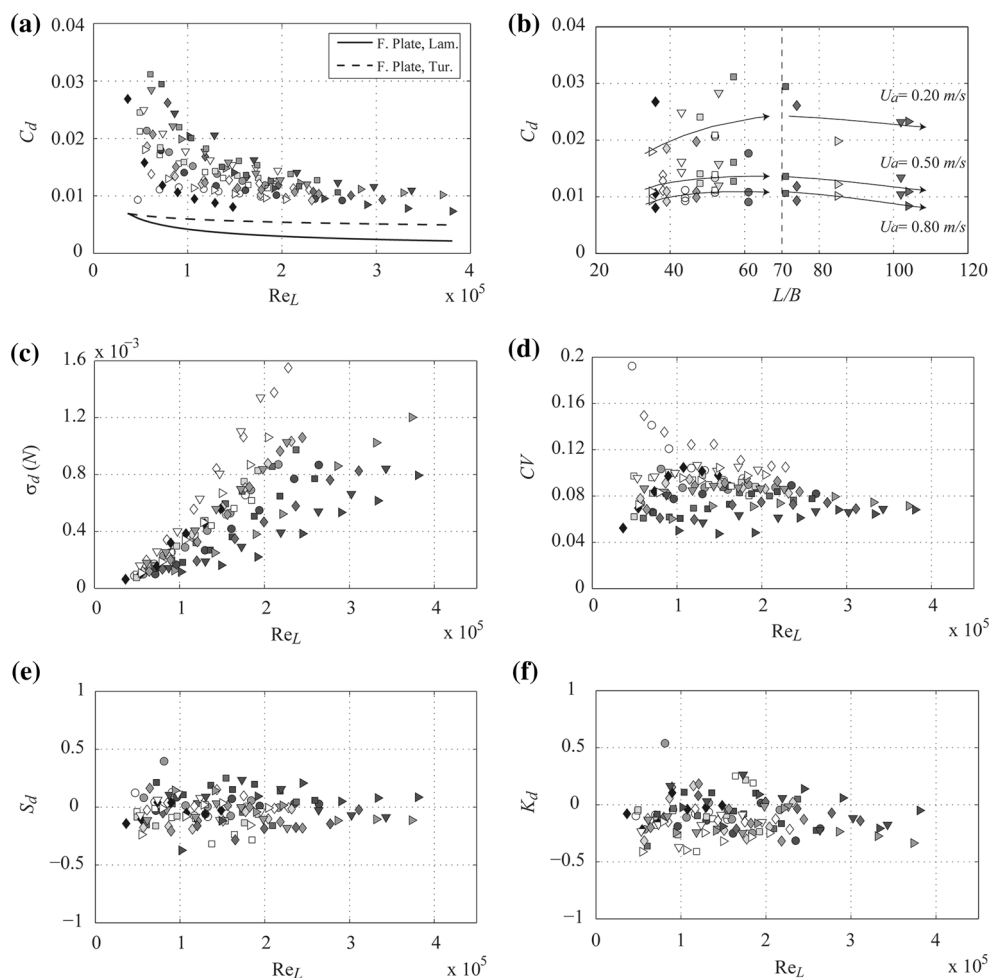 (a)
0.04
0.03
0.02
0.01
0
C_d
F. Plate, Lam.
F. Plate, Tur.
0 1 2 3 4
x 10^5
Re_L
(b)
0.04
0.03
0.02
0.01
0
C_d
U_a= 0.20 m/s
U_a= 0.50 m/s
U_a= 0.80 m/s
20 40 60 70 80 100 120
L/B
(c)
x 10^-3
1.6
1.2
0.8
0.4
0
σ_d (N)
0 1 2 3 4
x 10^5
Re_L
(d)
0.2
0.16
0.12
0.08
0.04
0
CV
0 1 2 3 4
x 10^5
Re_L
(e)
1
0.5
0
−0.5
−1
S_d
0 1 2 3 4
x 10^5
Re_L
(f)
1
0.5
0
−0.5
−1
K_d
0 1 2 3 4
x 10^5
Re_L